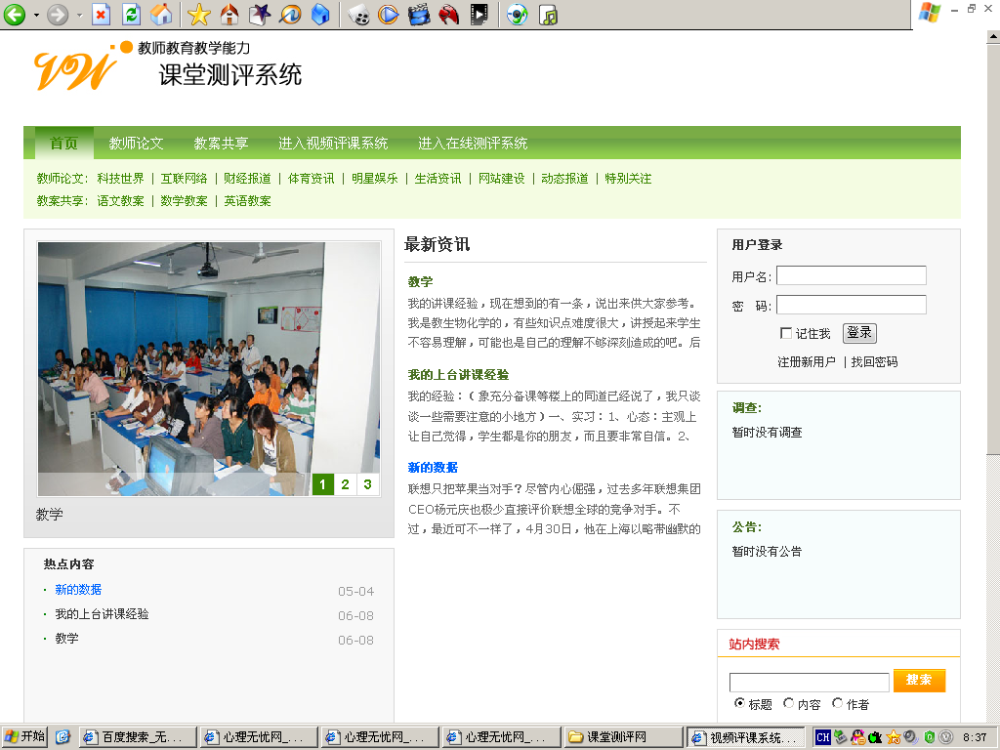 VW
教师教育教学能力
课堂测评系统
首页 教师论文 教案共享 进入视频评课系统 进入在线测评系统
教师论文： 科技世界 | 互联网络 | 财经报道 | 体育资讯 | 明星娱乐 | 生活资讯 | 网站建设 | 动态报道 | 特别关注
教案共享： 语文教案 | 数学教案 | 英语教案
1 2 3
教学
热点内容
· 新的数据 05-04
· 我的上台讲课经验 06-08
· 教学 06-08
最新资讯
教学
我的讲课经验，现在想到的有一条，说出来供大家参考。
我是教生物化学的，有些知识点难度很大，讲授起来学生
不容易理解，可能也是自己的理解不够深刻造成的吧。后
我的上台讲课经验
我的经验：（象充分备课等楼上的同道已经说了，我只谈
谈一些需要注意的小地方）一、实习：1、心态：主观上
让自己觉得，学生都是你的朋友，而且要非常自信。2、
新的数据
联想只把苹果当对手？尽管内心倔强，过去多年联想集团
CEO杨元庆也极少直接评价联想全球的竞争对手。不
过，最近可不一样了，4月30日，他在上海以略带幽默的
用户登录
用户名:
密 码:
记住我 登录
注册新用户 | 找回密码
调查:
暂时没有调查
公告:
暂时没有公告
站内搜索
搜索
标题 内容 作者
开始 百度搜索_无... 心理无忧网_... 心理无忧网_... 心理无忧网_... 课堂测评网 视频评课系统... CH 8:37